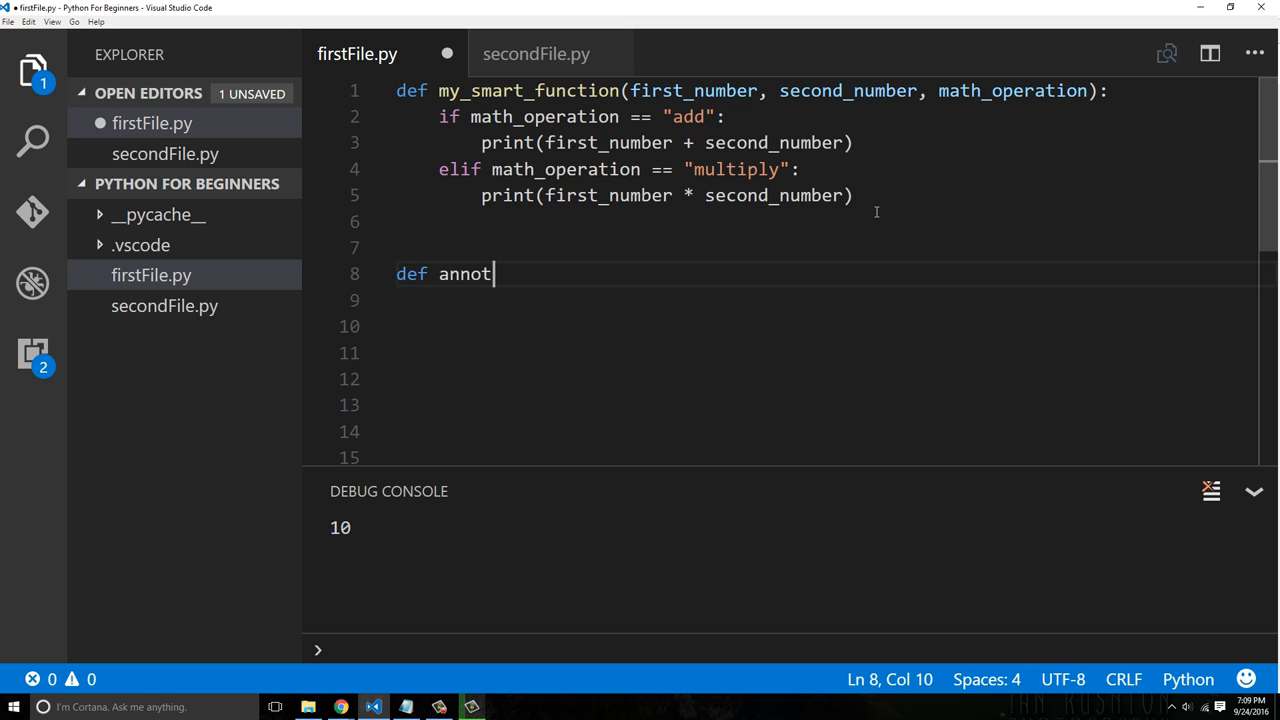 firstFile.py - Python For Beginners - Visual Studio Code
File Edit View Go Help
EXPLORER
OPEN EDITORS 1 UNSAVED
firstFile.py
secondFile.py
PYTHON FOR BEGINNERS
__pycache__
.vscode
firstFile.py
secondFile.py
1
2
firstFile.py secondFile.py
1 def my_smart_function(first_number, second_number, math_operation):
2 if math_operation == "add":
3 print(first_number + second_number)
4 elif math_operation == "multiply":
5 print(first_number * second_number)
6
7
8 def annot
9
10
11
12
13
14
15
DEBUG CONSOLE
10
0 0 Ln 8, Col 10 Spaces: 4 UTF-8 CRLF Python
I'm Cortana. Ask me anything.
7:09 PM
9/24/2016